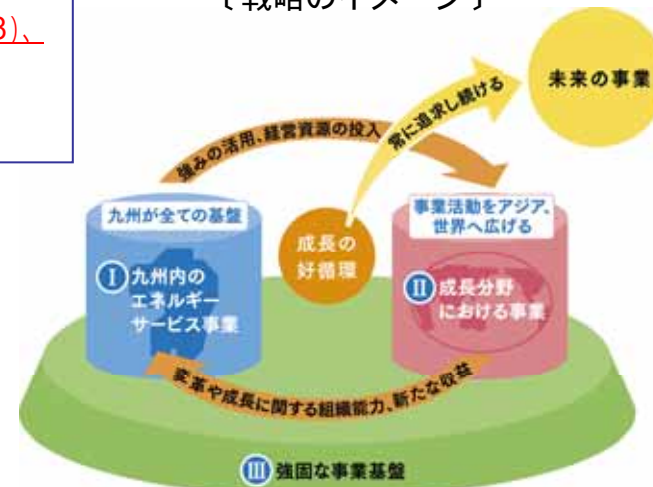 3)、
〔戦略のイメージ〕
未来の事業
常に追求し続ける
強みの活用、経営資源の投入
九州が全ての基盤
事業活動をアジア、
世界へ広げる
成長の
好循環
Ⅰ 九州内の
エネルギー
サービス事業
Ⅱ 成長分野
における事業
変革や成長に関する組織能力、新たな収益
Ⅲ 強固な事業基盤